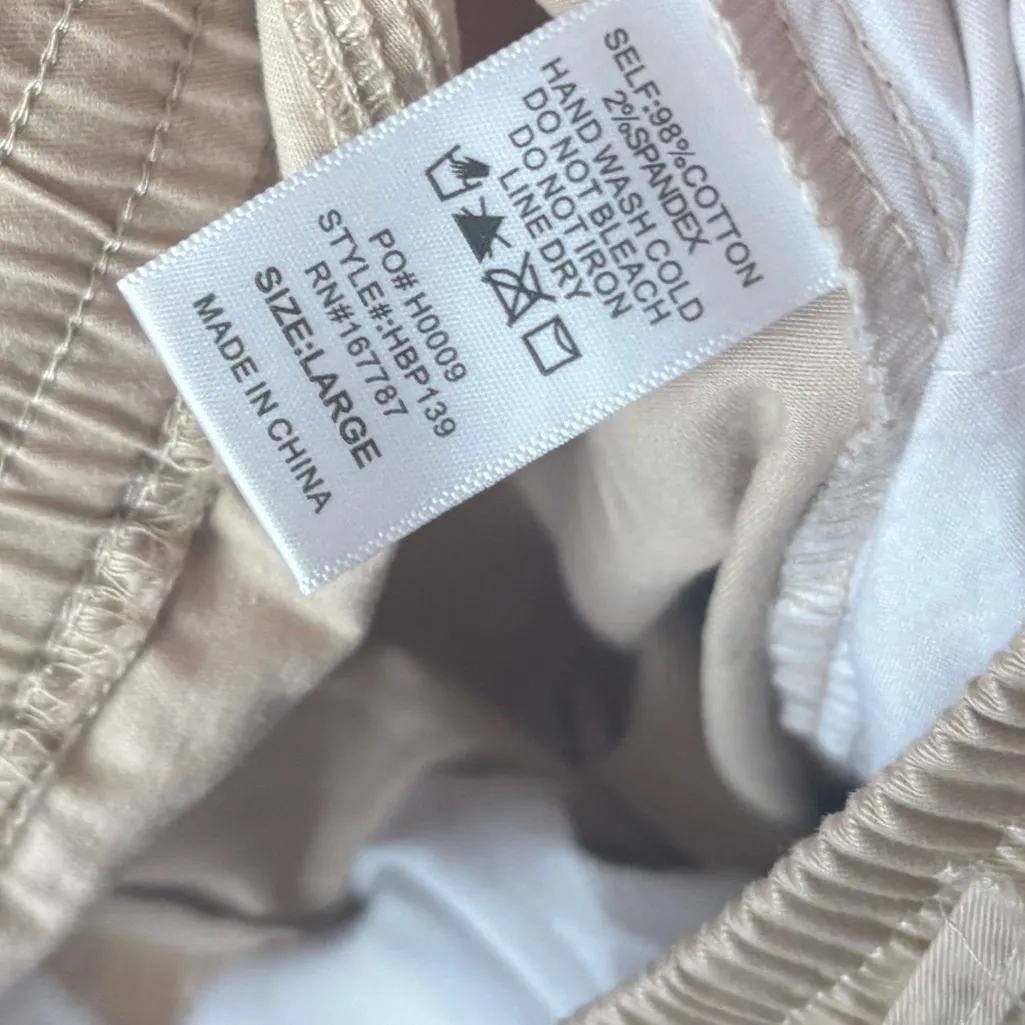 SELF:98%COTTON
2%SPANDEX
HAND WASH COLD
DO NOT BLEACH
DO NOT IRON
LINE DRY
PO# H0009
STYLE#:HBP139
RN#167787
SIZE:LARGE
MADE IN CHINA